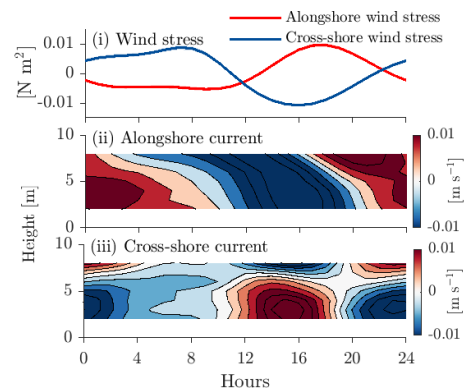 Alongshore wind stress
Cross-shore wind stress
(i) Wind stress
[N m²]
0.01
0
-0.01
(ii) Alongshore current
10
5
0
0.01
0
-0.01
[m s⁻¹]
Height [m]
(iii) Cross-shore current
10
5
0
0.01
0
-0.01
[m s⁻¹]
0 4 8 12 16 20 24
Hours